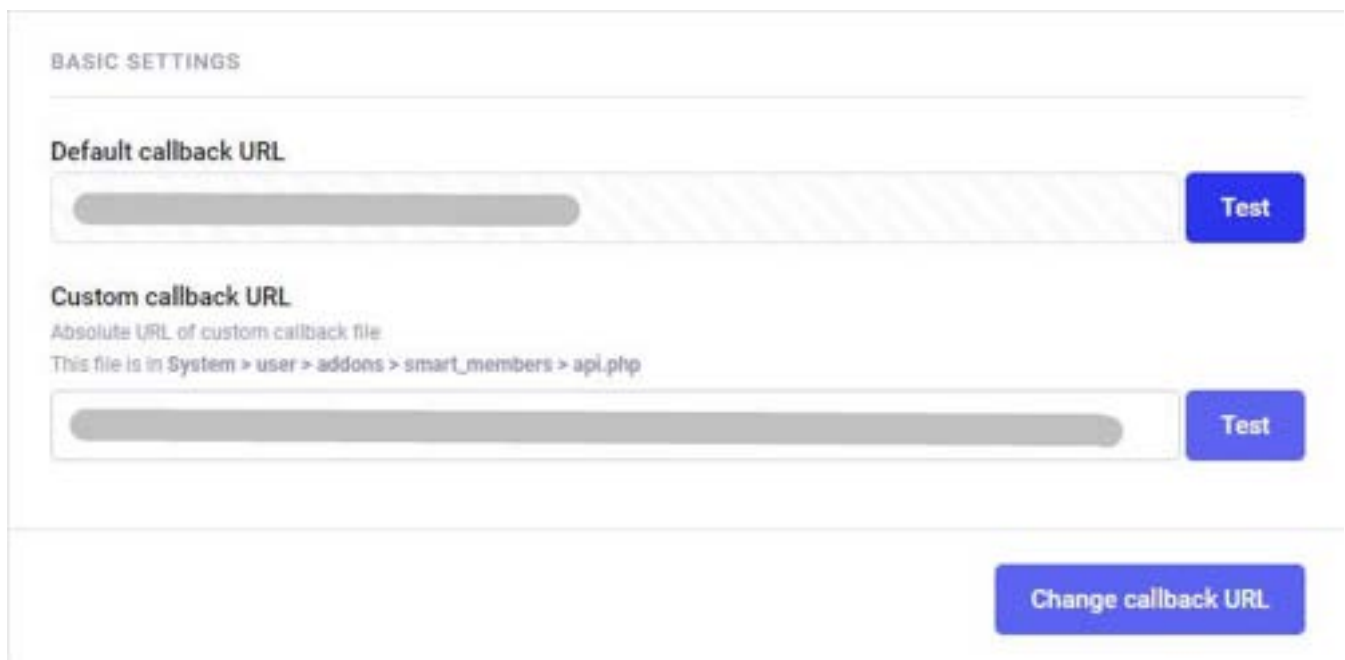 BASIC SETTINGS
Default callback URL
Test
Custom callback URL
Absolute URL of custom callback file
This file is in System > user > addons > smart_members > api.php
Test
Change callback URL